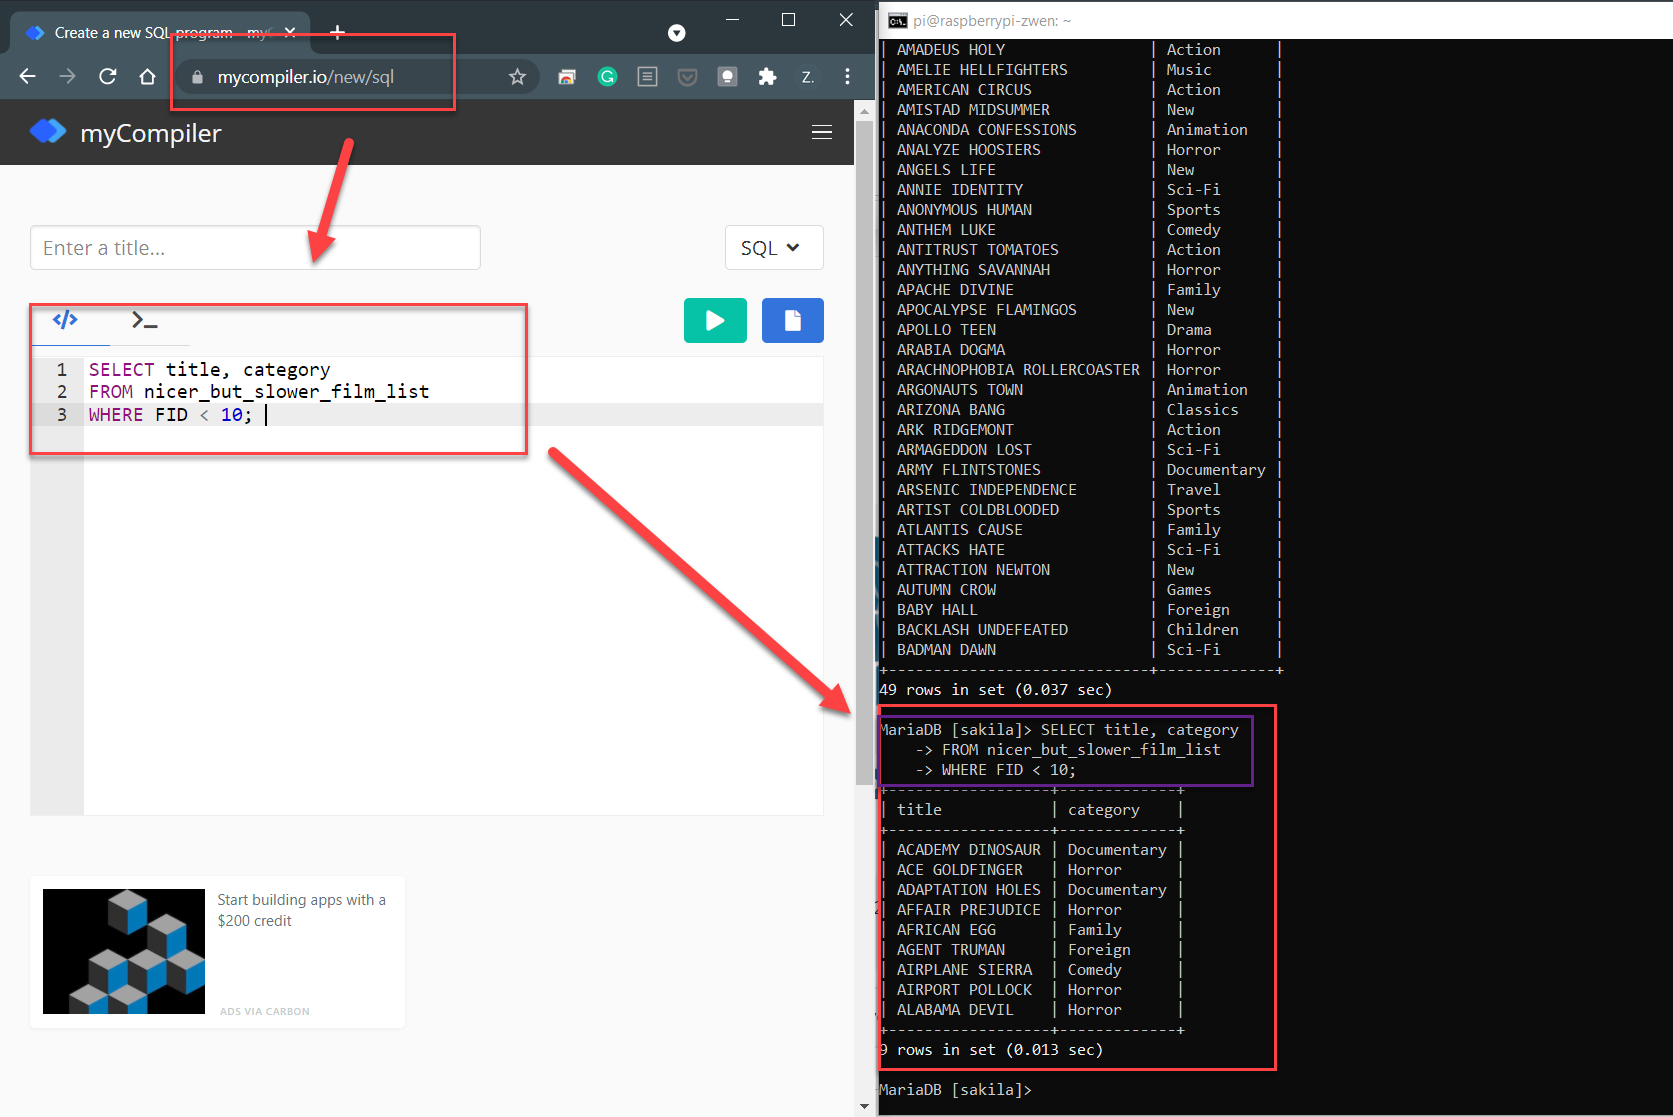 Create a new SQL program - my
mycompiler.io/new/sql
Z.
myCompiler
Enter a title...
SQL
1 SELECT title, category
2 FROM nicer_but_slower_film_list
3 WHERE FID < 10;
Start building apps with a
$200 credit
ADS VIA CARBON
pi@raspberrypi-zwen: ~
| AMADEUS HOLY | Action |
| AMELIE HELLFIGHTERS | Music |
| AMERICAN CIRCUS | Action |
| AMISTAD MIDSUMMER | New |
| ANACONDA CONFESSIONS | Animation |
| ANALYZE HOOSIERS | Horror |
| ANGELS LIFE | New |
| ANNIE IDENTITY | Sci-Fi |
| ANONYMOUS HUMAN | Sports |
| ANTHEM LUKE | Comedy |
| ANTITRUST TOMATOES | Action |
| ANYTHING SAVANNAH | Horror |
| APACHE DIVINE | Family |
| APOCALYPSE FLAMINGOS | New |
| APOLLO TEEN | Drama |
| ARABIA DOGMA | Horror |
| ARACHNOPHOBIA ROLLERCOASTER | Horror |
| ARGONAUTS TOWN | Animation |
| ARIZONA BANG | Classics |
| ARK RIDGEMONT | Action |
| ARMAGEDDON LOST | Sci-Fi |
| ARMY FLINTSTONES | Documentary |
| ARSENIC INDEPENDENCE | Travel |
| ARTIST COLDBLOODED | Sports |
| ATLANTIS CAUSE | Family |
| ATTACKS HATE | Sci-Fi |
| ATTRACTION NEWTON | New |
| AUTUMN CROW | Games |
| BABY HALL | Foreign |
| BACKLASH UNDEFEATED | Children |
| BADMAN DAWN | Sci-Fi |
+-----------------------------+-------------+
49 rows in set (0.037 sec)
MariaDB [sakila]> SELECT title, category
-> FROM nicer_but_slower_film_list
-> WHERE FID < 10;
+------------------+-------------+
| title | category |
+------------------+-------------+
| ACADEMY DINOSAUR | Documentary |
| ACE GOLDFINGER | Horror |
| ADAPTATION HOLES | Documentary |
| AFFAIR PREJUDICE | Horror |
| AFRICAN EGG | Family |
| AGENT TRUMAN | Foreign |
| AIRPLANE SIERRA | Comedy |
| AIRPORT POLLOCK | Horror |
| ALABAMA DEVIL | Horror |
+------------------+-------------+
9 rows in set (0.013 sec)
MariaDB [sakila]>